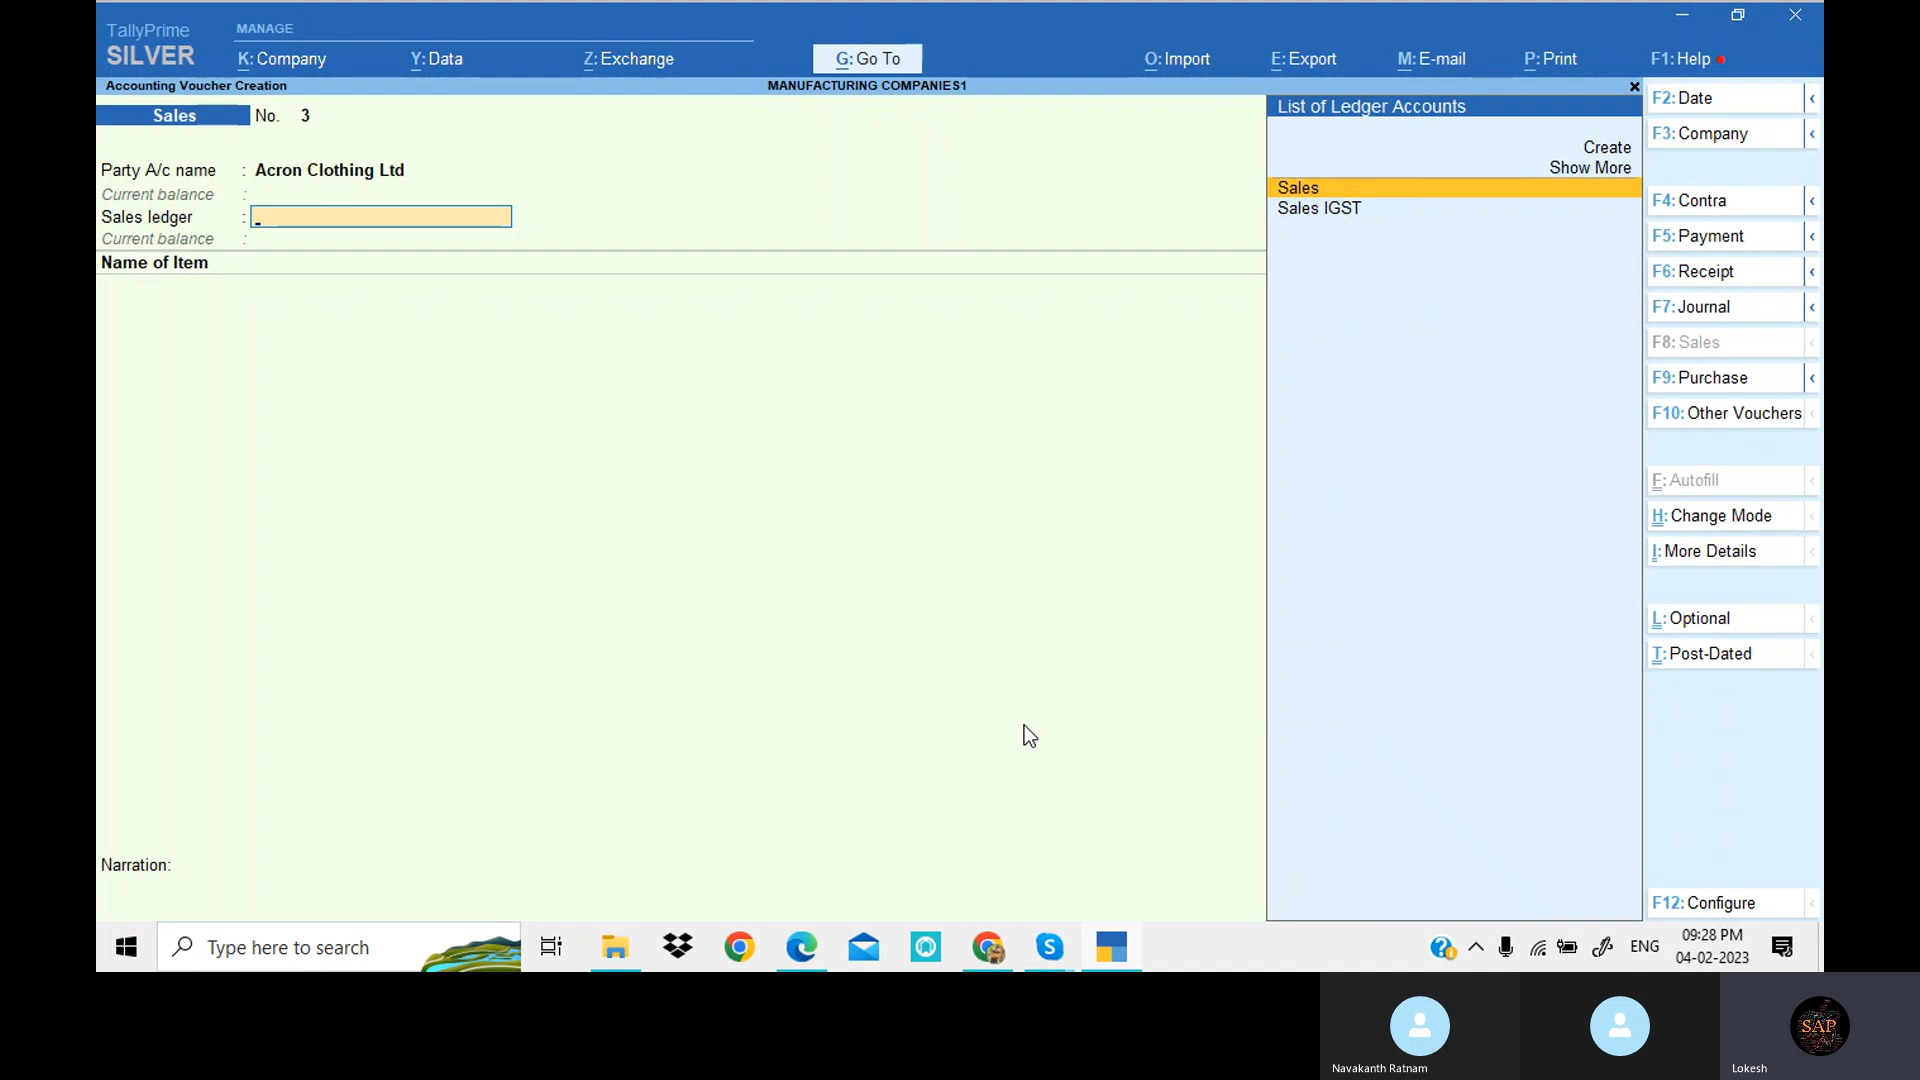 TallyPrime
SILVER
MANAGE
K: Company
Y: Data
Z: Exchange
G: Go To
O: Import
E: Export
M: E-mail
P: Print
F1: Help
Accounting Voucher Creation
MANUFACTURING COMPANIES1
Sales No. 3
Party A/c name : Acron Clothing Ltd
Current balance :
Sales ledger :
Current balance :
Name of Item
Narration:
List of Ledger Accounts
Create
Show More
Sales
Sales IGST
F2: Date
F3: Company
F4: Contra
F5: Payment
F6: Receipt
F7: Journal
F8: Sales
F9: Purchase
F10: Other Vouchers
F: Autofill
H: Change Mode
I: More Details
L: Optional
T: Post-Dated
F12: Configure
Type here to search
ENG
09:28 PM
04-02-2023
SAP
Navakanth Ratnam
Lokesh